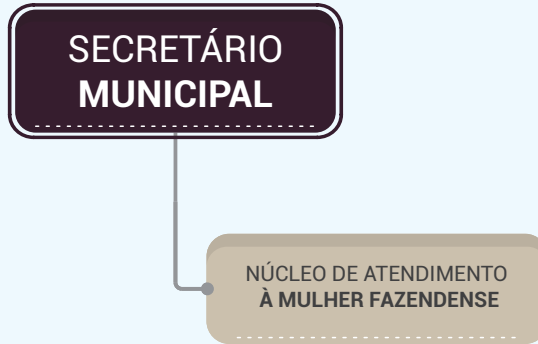 SECRETÁRIO
MUNICIPAL
NÚCLEO DE ATENDIMENTO
À MULHER FAZENDENSE